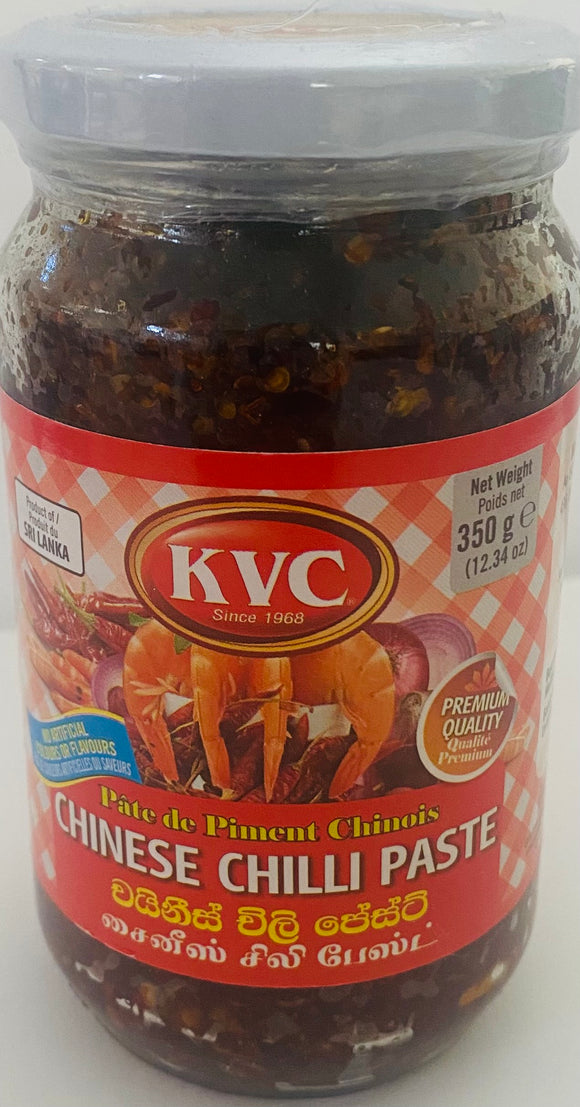 Product of /
Produit du
SRI LANKA
Net Weight
Poids net
350 g e
(12.34 oz)
KVC
Since 1968
NO ARTIFICIAL
COLOURS OR FLAVOURS
PREMIUM
QUALITY
Qualité
Premium
Pâte de Piment Chinois
CHINESE CHILLI PASTE
චයිනීස් චිලි පේස්ට්
சைனீஸ் சிலி பேஸ்ட்